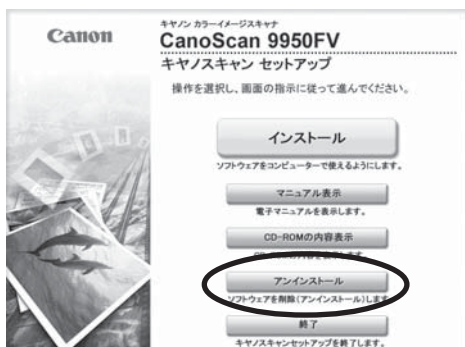 Canon
キヤノン カラーイメージスキャナ
CanoScan 9950FV
キヤノスキャン セットアップ
操作を選択し、画面の指示に従って進んでください。
インストール
ソフトウェアをコンピューターで使えるようにします。
マニュアル表示
電子マニュアルを表示します。
CD-ROMの内容表示
アンインストール
ソフトウェアを削除(アンインストール)します
終了
キヤノスキャンセットアップを終了します。